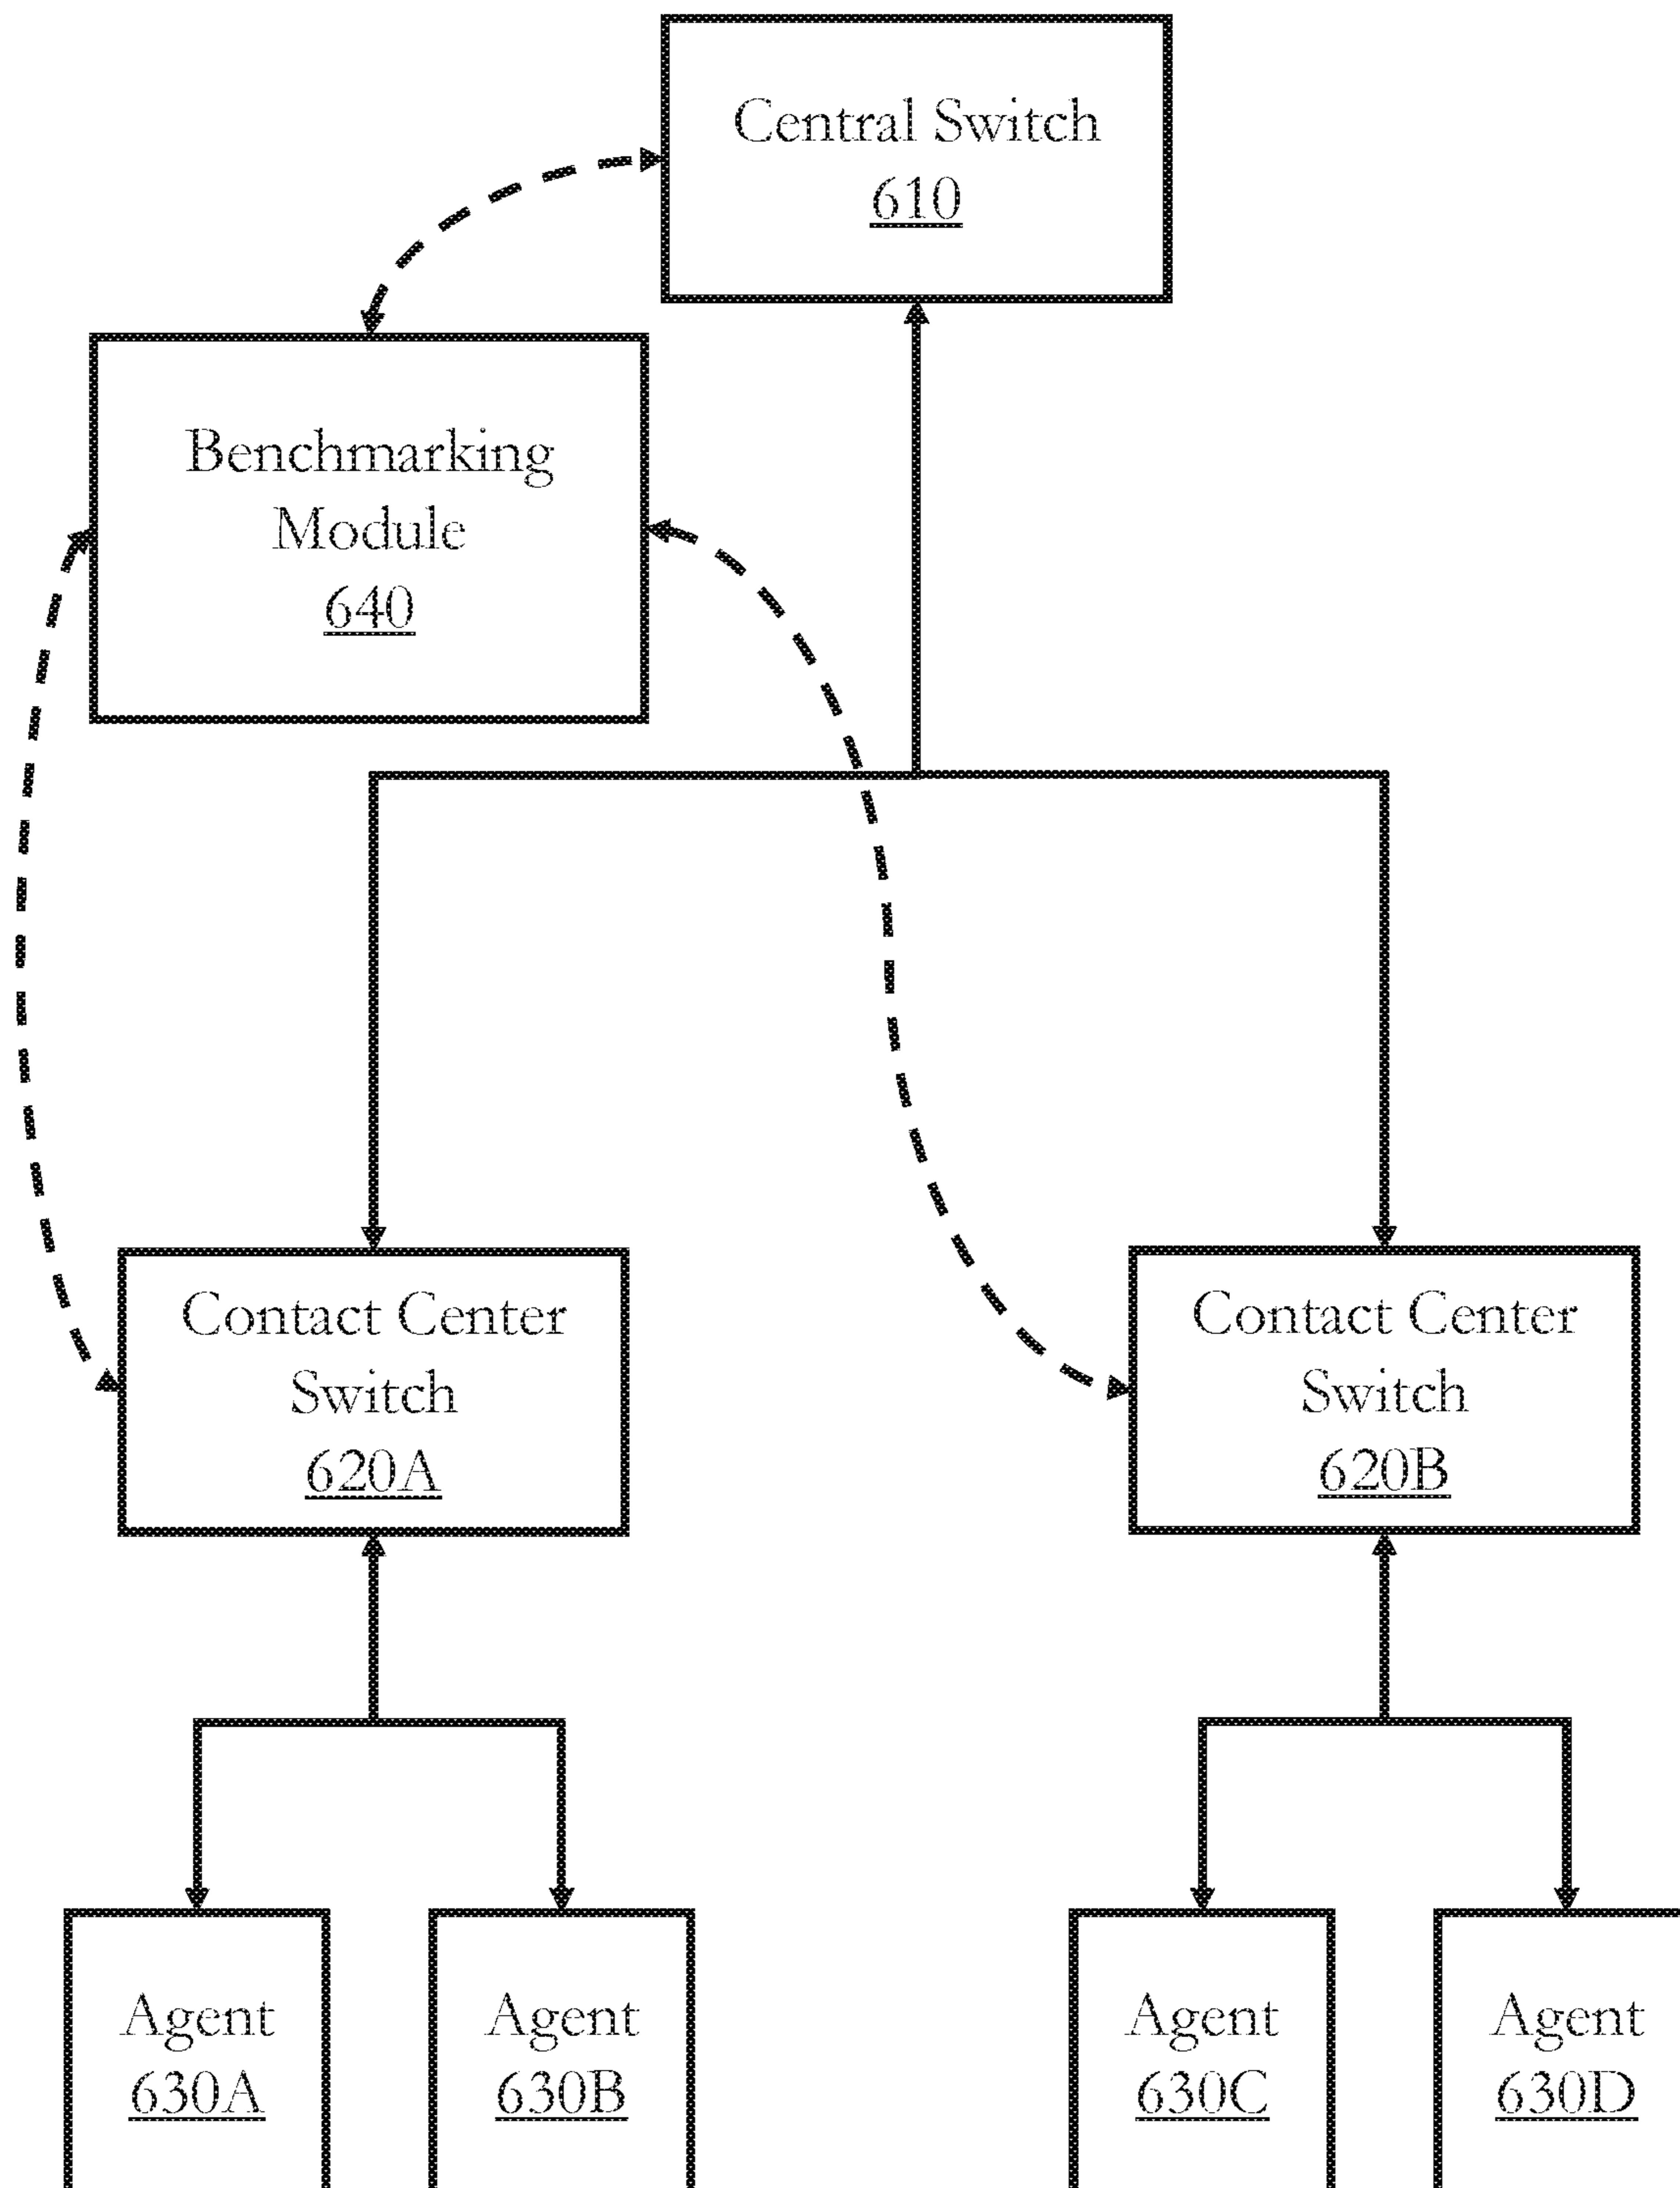 Central Switch
610
Benchmarking
Module
640
Contact Center
Switch
620A
Contact Center
Switch
620B
Agent
630A
Agent
630B
Agent
630C
Agent
630D